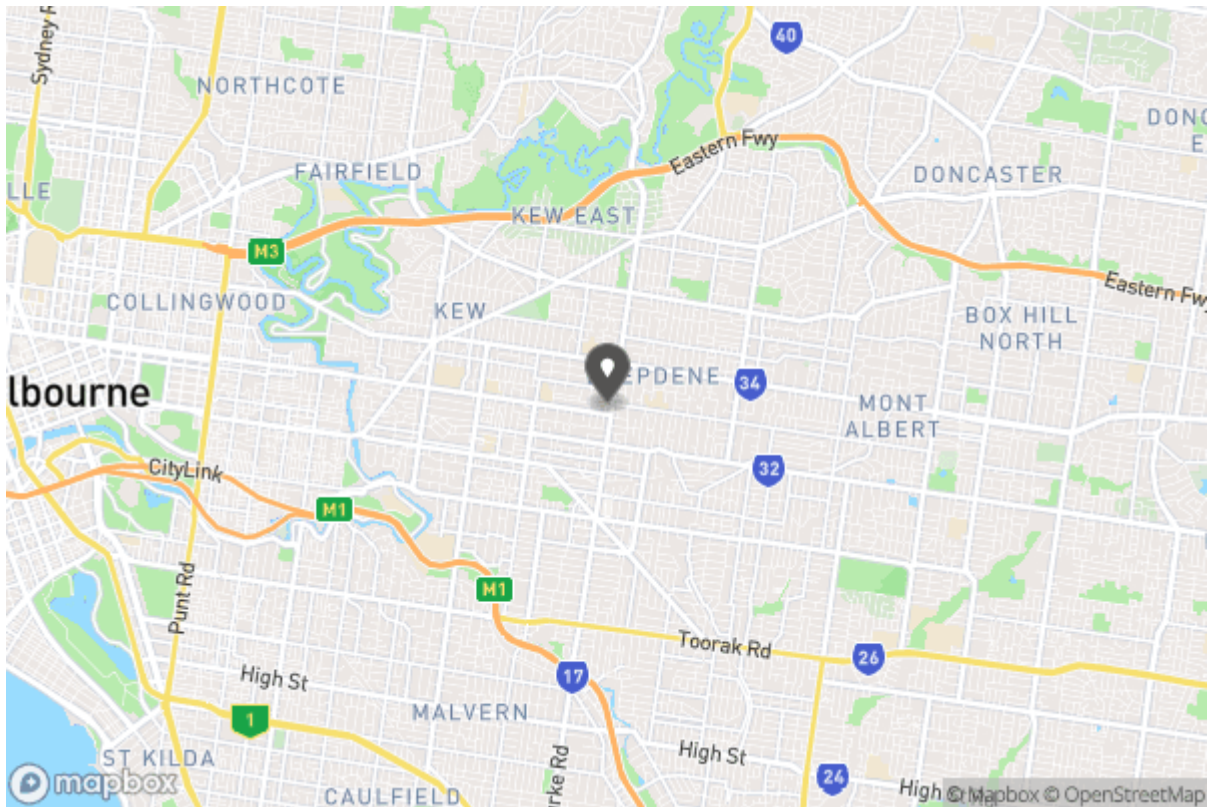 Sydney R
40
NORTHCOTE
DONC
E
FAIRFIELD
Eastern Fwy
DONCASTER
LLE
KEW EAST
M3
COLLINGWOOD
KEW
Eastern Fwy
BOX HILL
NORTH
EPDENE
34
lbourne
MONT
ALBERT
CityLink
32
M1
M1
Punt Rd
Toorak Rd
26
High St
17
MALVERN
1
ST KILDA
High St
rke Rd
24
High St
CAULFIELD
mapbox
© Mapbox © OpenStreetMap